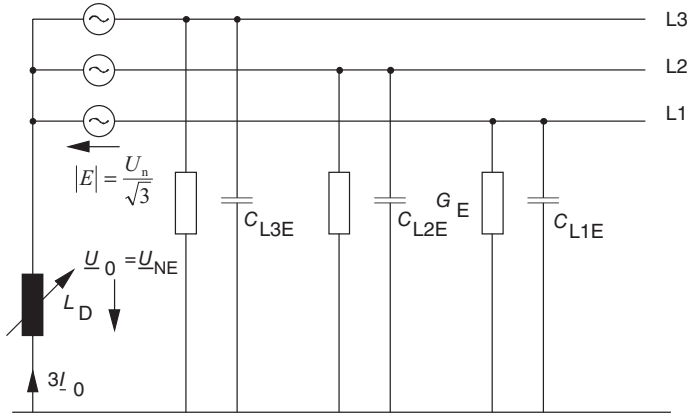 L3
L2
L1
|E| = Uₙ/√3
G E
C L3E
C L2E
C L1E
U 0 = U NE
L D
3I 0